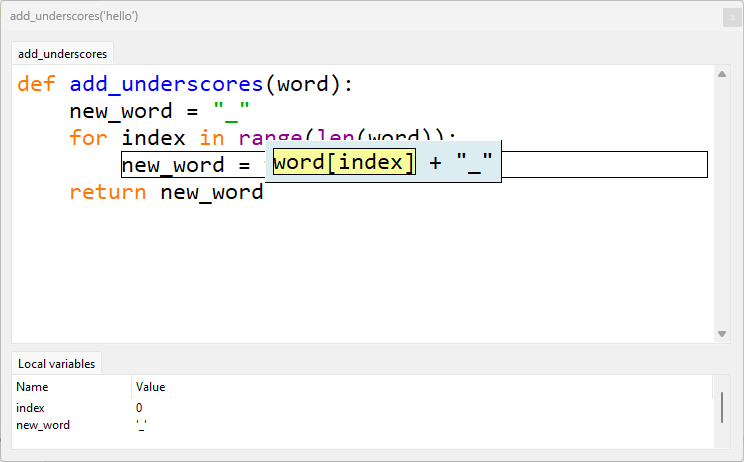 add_underscores('hello')
x
add_underscores
def add_underscores(word):
new_word = "_"
for index in range(len(word)):
new_word = word[index] + "_"
return new_word
Local variables
Name Value
index 0
new_word '_'